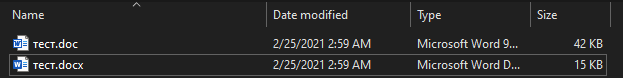 Name Date modified Type Size
тест.doc 2/25/2021 2:59 AM Microsoft Word 9... 42 KB
тест.docx 2/25/2021 2:59 AM Microsoft Word D... 15 KB